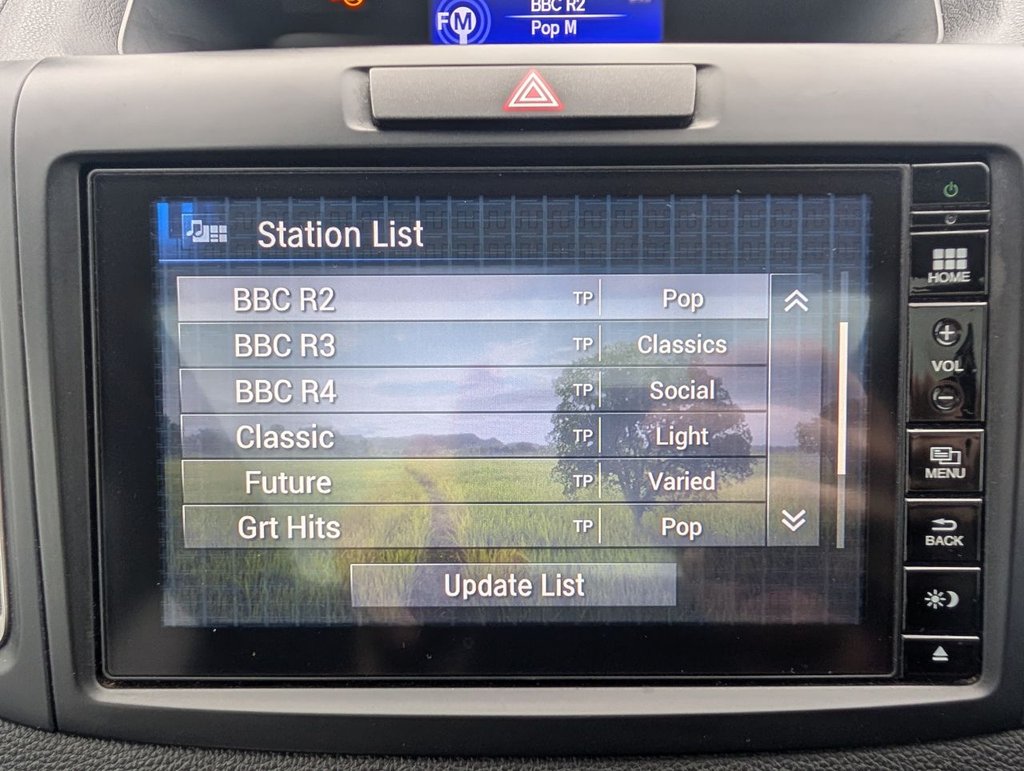 BBC R2
FM
Pop M
Station List
BBC R2 TP Pop
BBC R3 TP Classics
BBC R4 TP Social
Classic TP Light
Future TP Varied
Grt Hits TP Pop
Update List
HOME
+
VOL
−
MENU
BACK